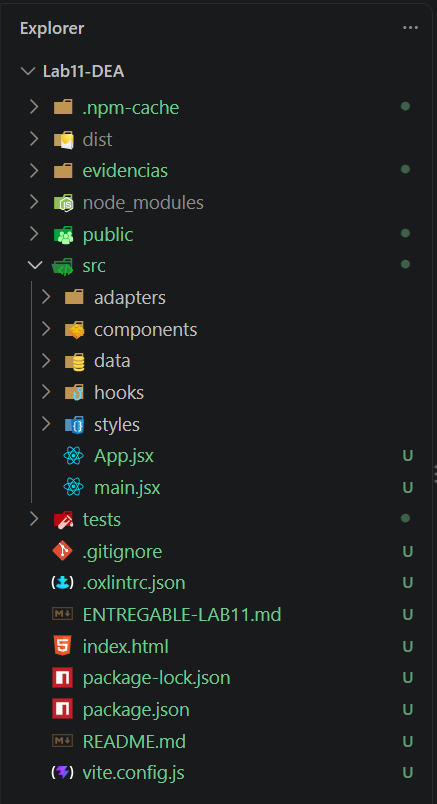 Explorer
Lab11-DEA
.npm-cache
dist
evidencias
node_modules
public
src
adapters
components
data
hooks
styles
App.jsx U
main.jsx U
tests
.gitignore U
.oxlintrc.json U
ENTREGABLE-LAB11.md U
index.html U
package-lock.json U
package.json U
README.md U
vite.config.js U